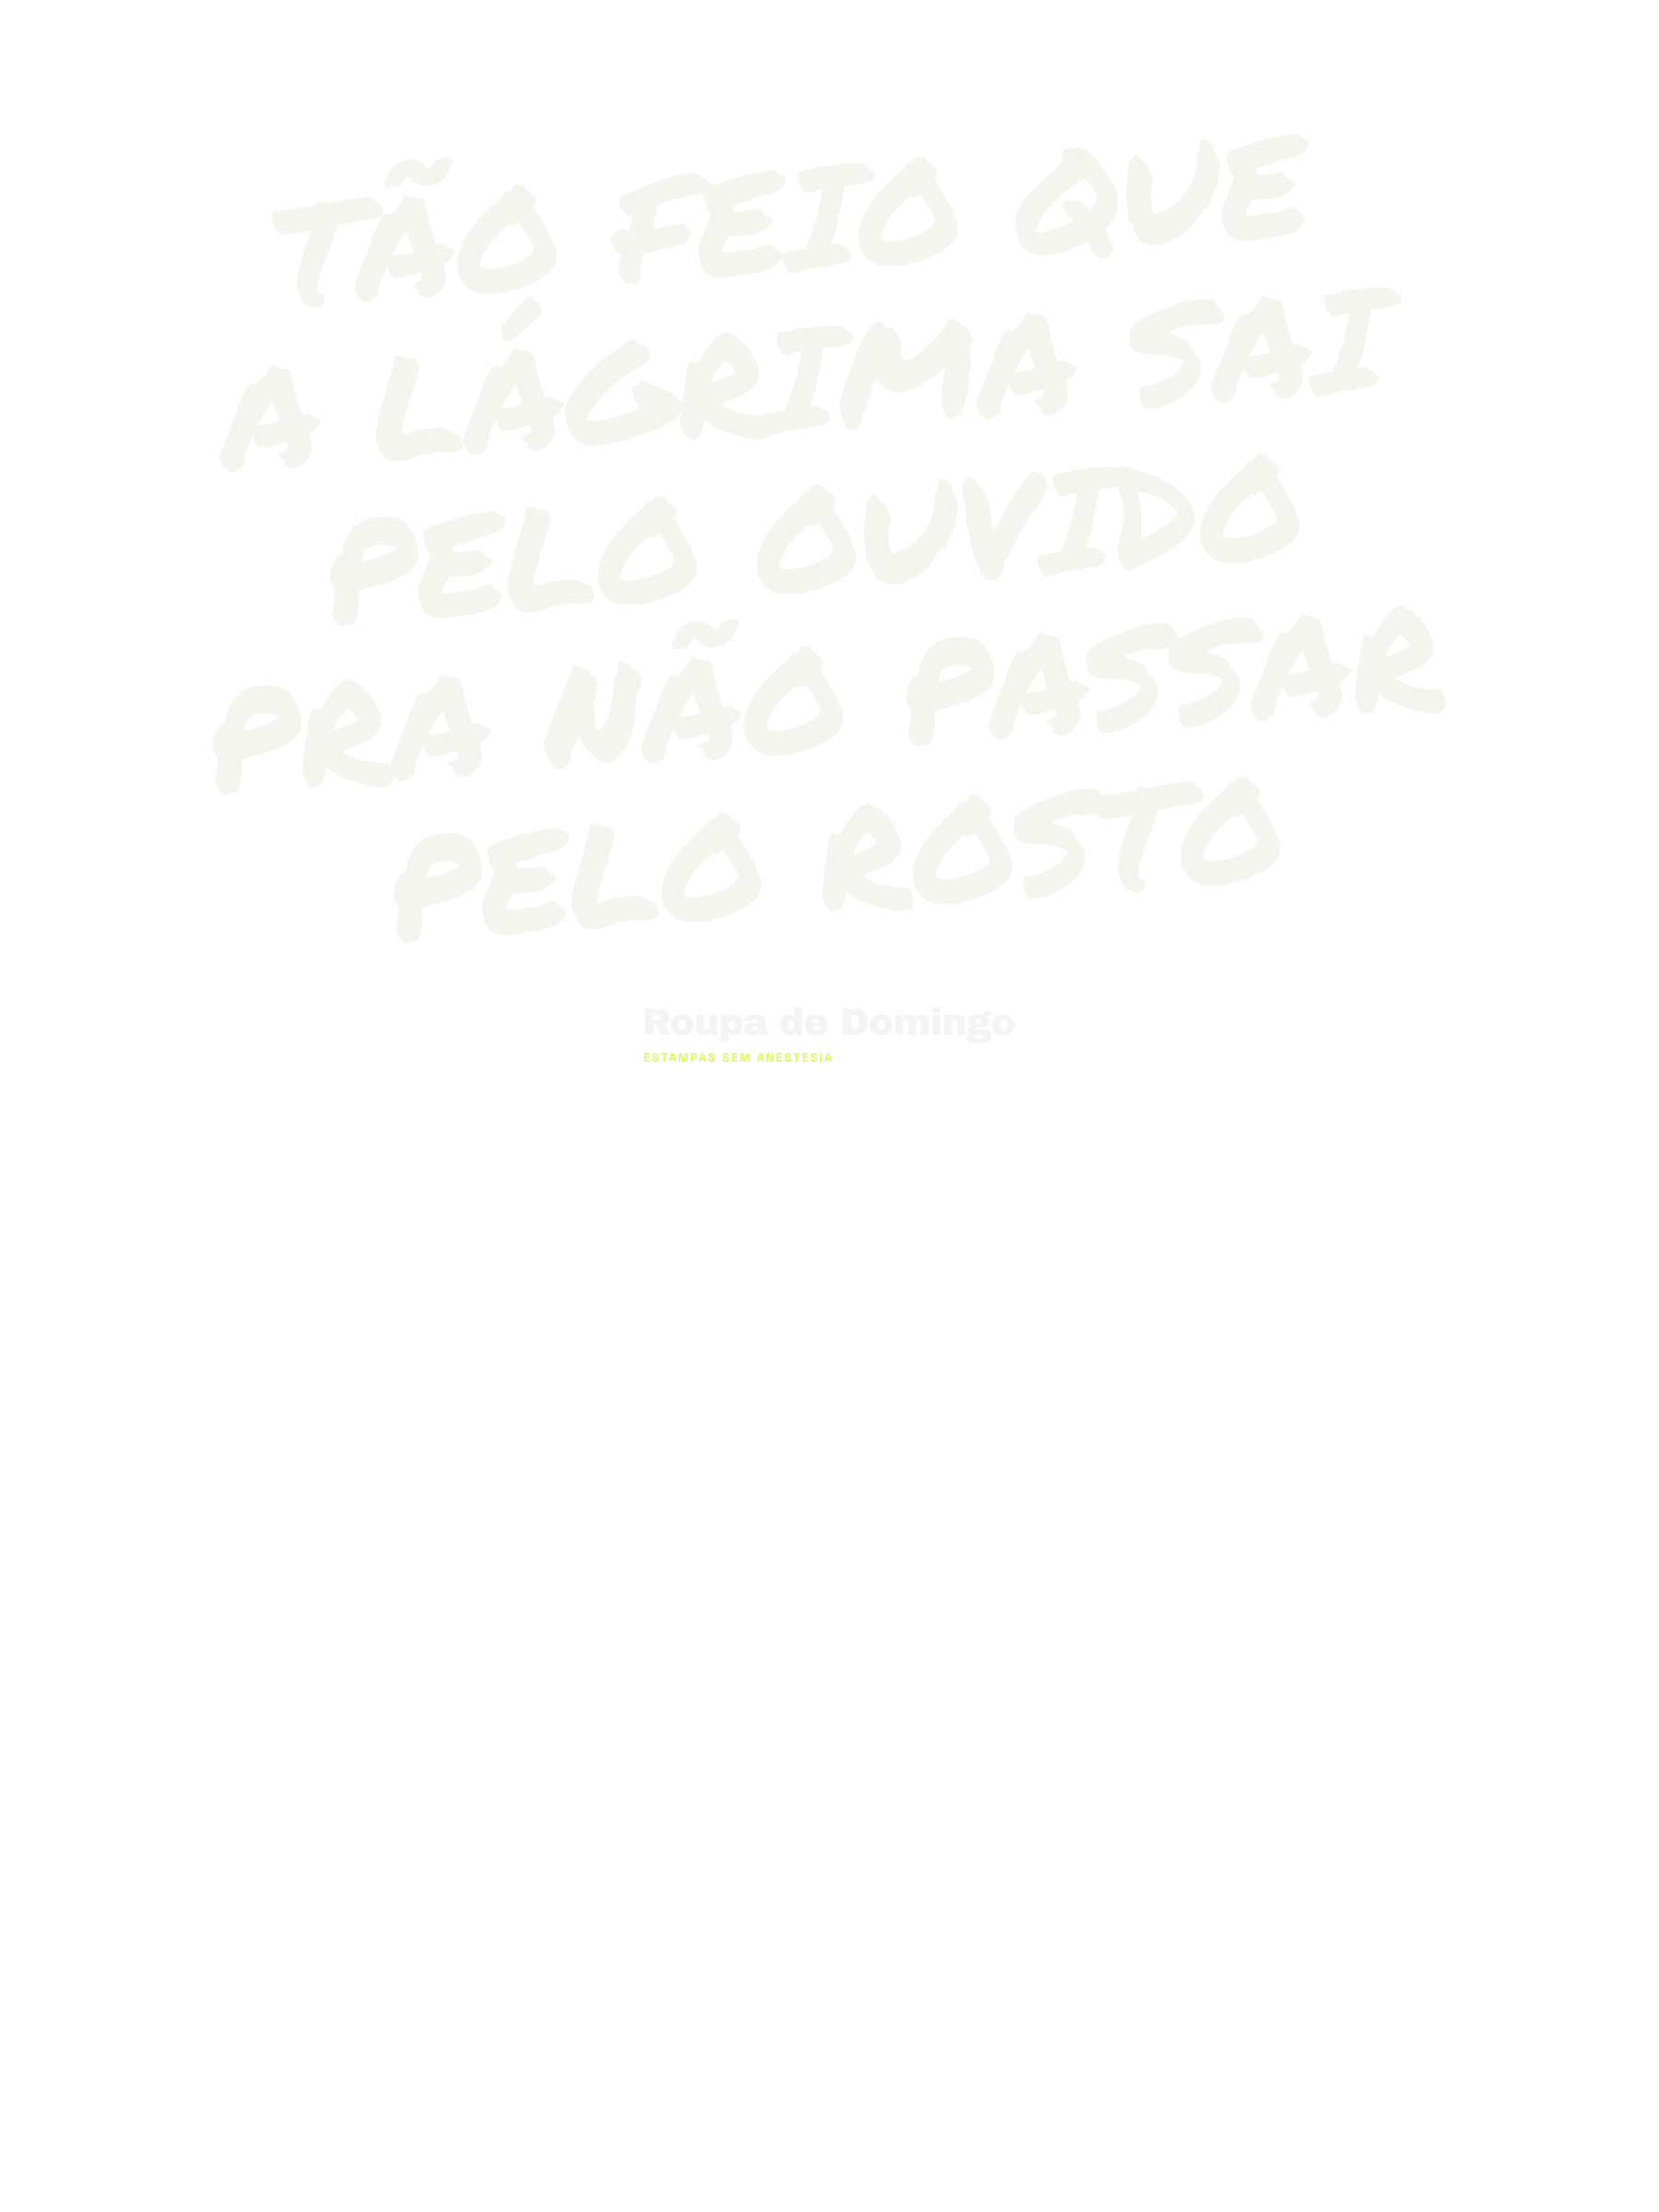 TÃO FEIO QUE
A LÁGRIMA SAI
PELO OUVIDO
PRA NÃO PASSAR
PELO ROSTO
Roupa de Domingo
ESTAMPAS SEM ANESTESIA